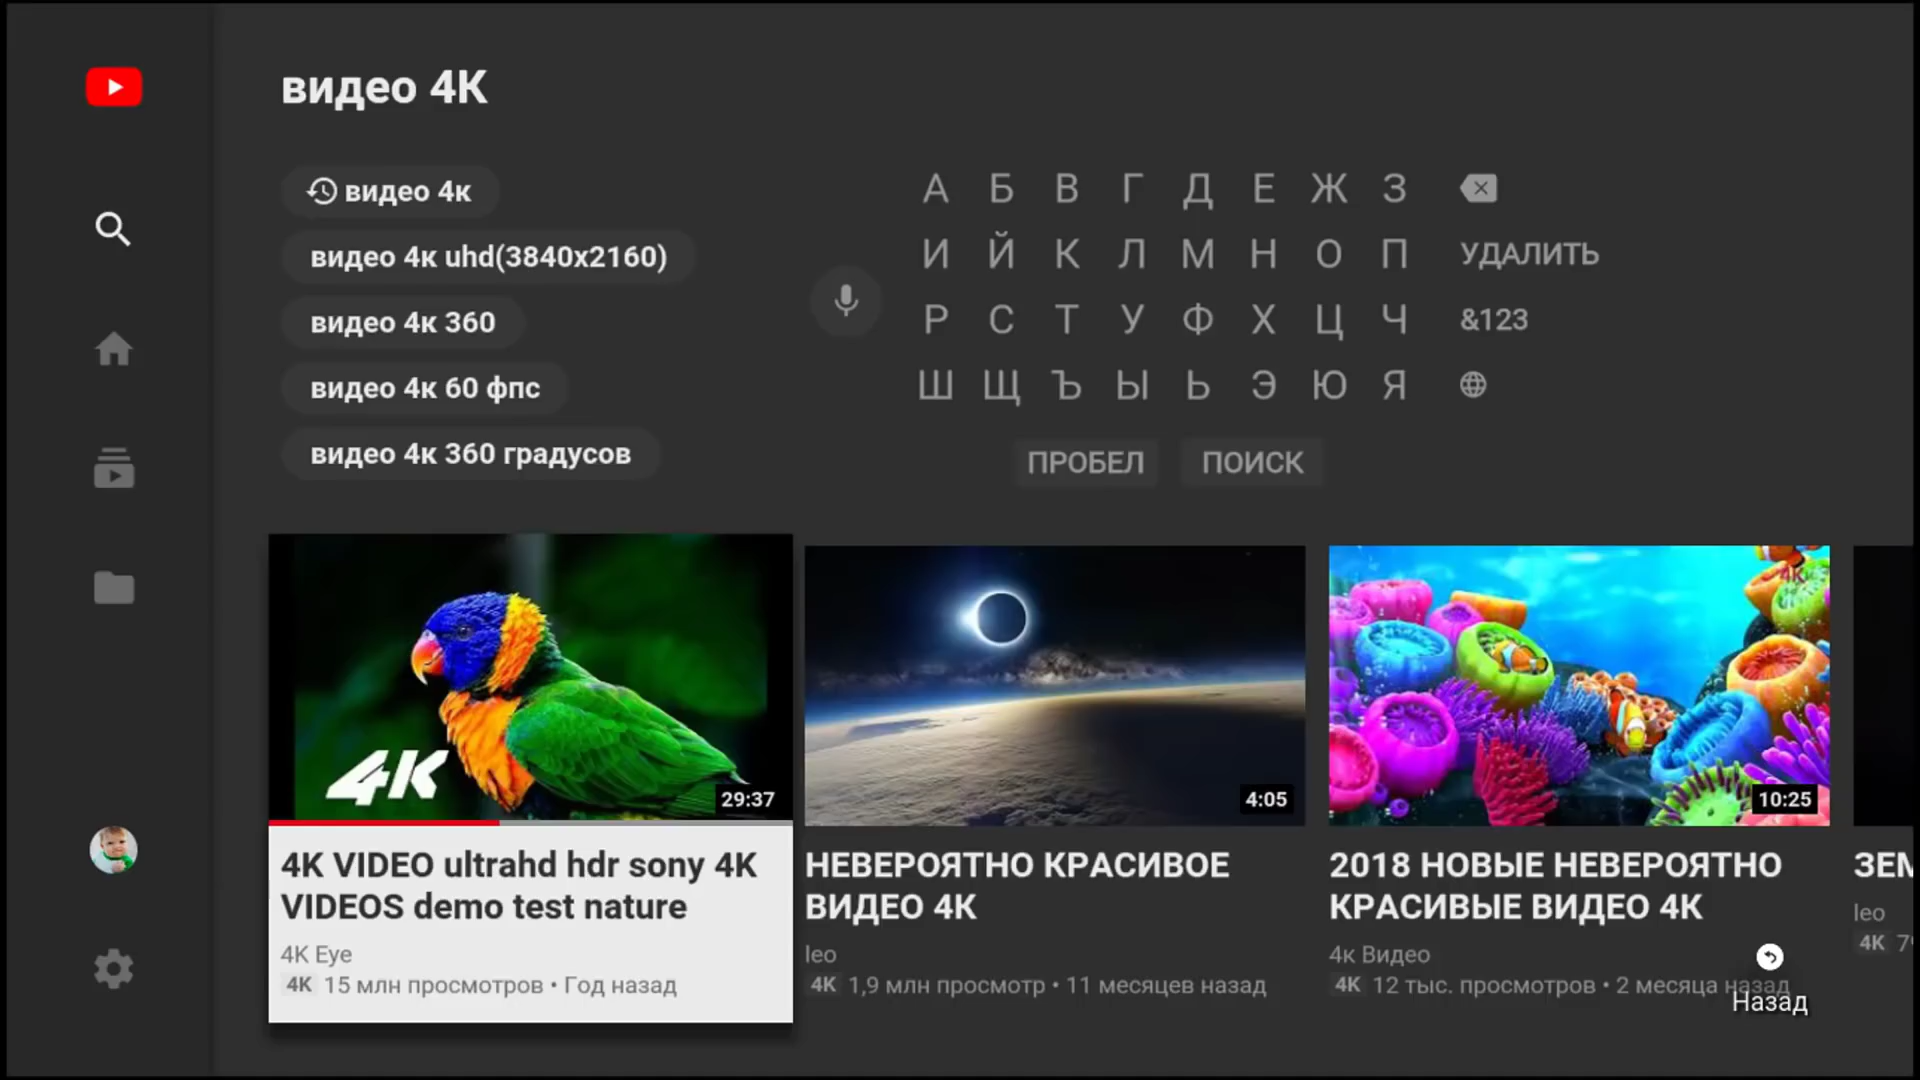 видео 4К
видео 4к
видео 4к uhd(3840x2160)
видео 4к 360
видео 4к 60 фпс
видео 4к 360 градусов
А Б В Г Д Е Ж З
И Й К Л М Н О П УДАЛИТЬ
Р С Т У Ф Х Ц Ч &123
Ш Щ Ъ Ы Ь Э Ю Я
ПРОБЕЛ ПОИСК
4K
29:37
4K VIDEO ultrahd hdr sony 4K
VIDEOS demo test nature
4K Eye
4K 15 млн просмотров • Год назад
4:05
НЕВЕРОЯТНО КРАСИВОЕ
ВИДЕО 4К
leo
4K 1,9 млн просмотр • 11 месяцев назад
4K
10:25
2018 НОВЫЕ НЕВЕРОЯТНО
КРАСИВЫЕ ВИДЕО 4К
4к Видео
4K 12 тыс. просмотров • 2 месяца назад
leo
4K
Назад